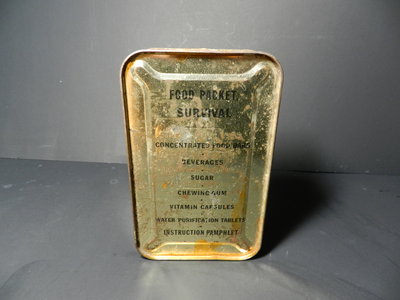 FOOD PACKET,
SURVIVAL
CONCENTRATED FOOD BARS
BEVERAGES
SUGAR
CHEWING GUM
VITAMIN CAPSULES
WATER PURIFICATION TABLETS
INSTRUCTION PAMPHLET